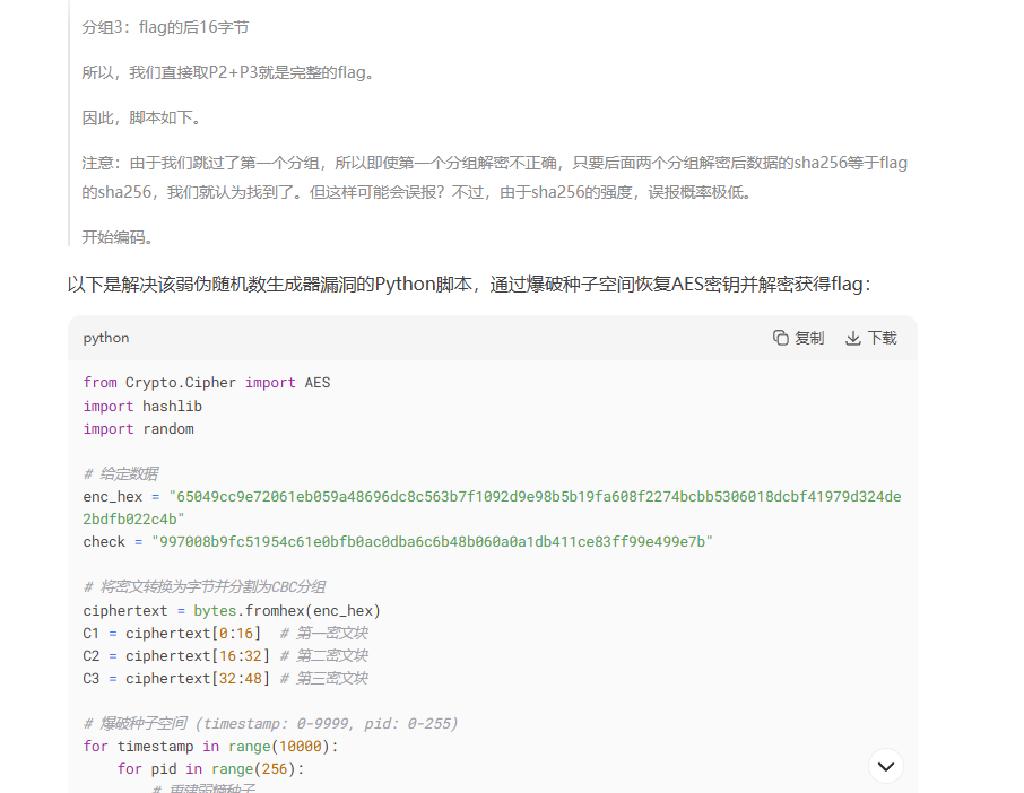 分组3：flag的后16字节
所以，我们直接取P2+P3就是完整的flag。
因此，脚本如下。
注意：由于我们跳过了第一个分组，所以即使第一个分组解密不正确，只要后面两个分组解密后数据的sha256等于flag
的sha256，我们就认为找到了。但这样可能会误报？不过，由于sha256的强度，误报概率极低。
开始编码。
以下是解决该弱伪随机数生成器漏洞的Python脚本，通过爆破种子空间恢复AES密钥并解密获得flag：
python 复制 下载
from Crypto.Cipher import AES
import hashlib
import random
# 给定数据
enc_hex = "65049cc9e72061eb059a48696dc8c563b7f1092d9e98b5b19fa608f2274bcbb5306018dcbf41979d324de
2bdfb022c4b"
check = "997008b9fc51954c61e0bfb0ac0dba6c6b48b060a0a1db411ce83ff99e499e7b"
# 将密文转换为字节并分割为CBC分组
ciphertext = bytes.fromhex(enc_hex)
C1 = ciphertext[0:16]  # 第一密文块
C2 = ciphertext[16:32] # 第二密文块
C3 = ciphertext[32:48] # 第三密文块
# 爆破种子空间 (timestamp: 0-9999, pid: 0-255)
for timestamp in range(10000):
    for pid in range(256):
        # 重建弱熵种子